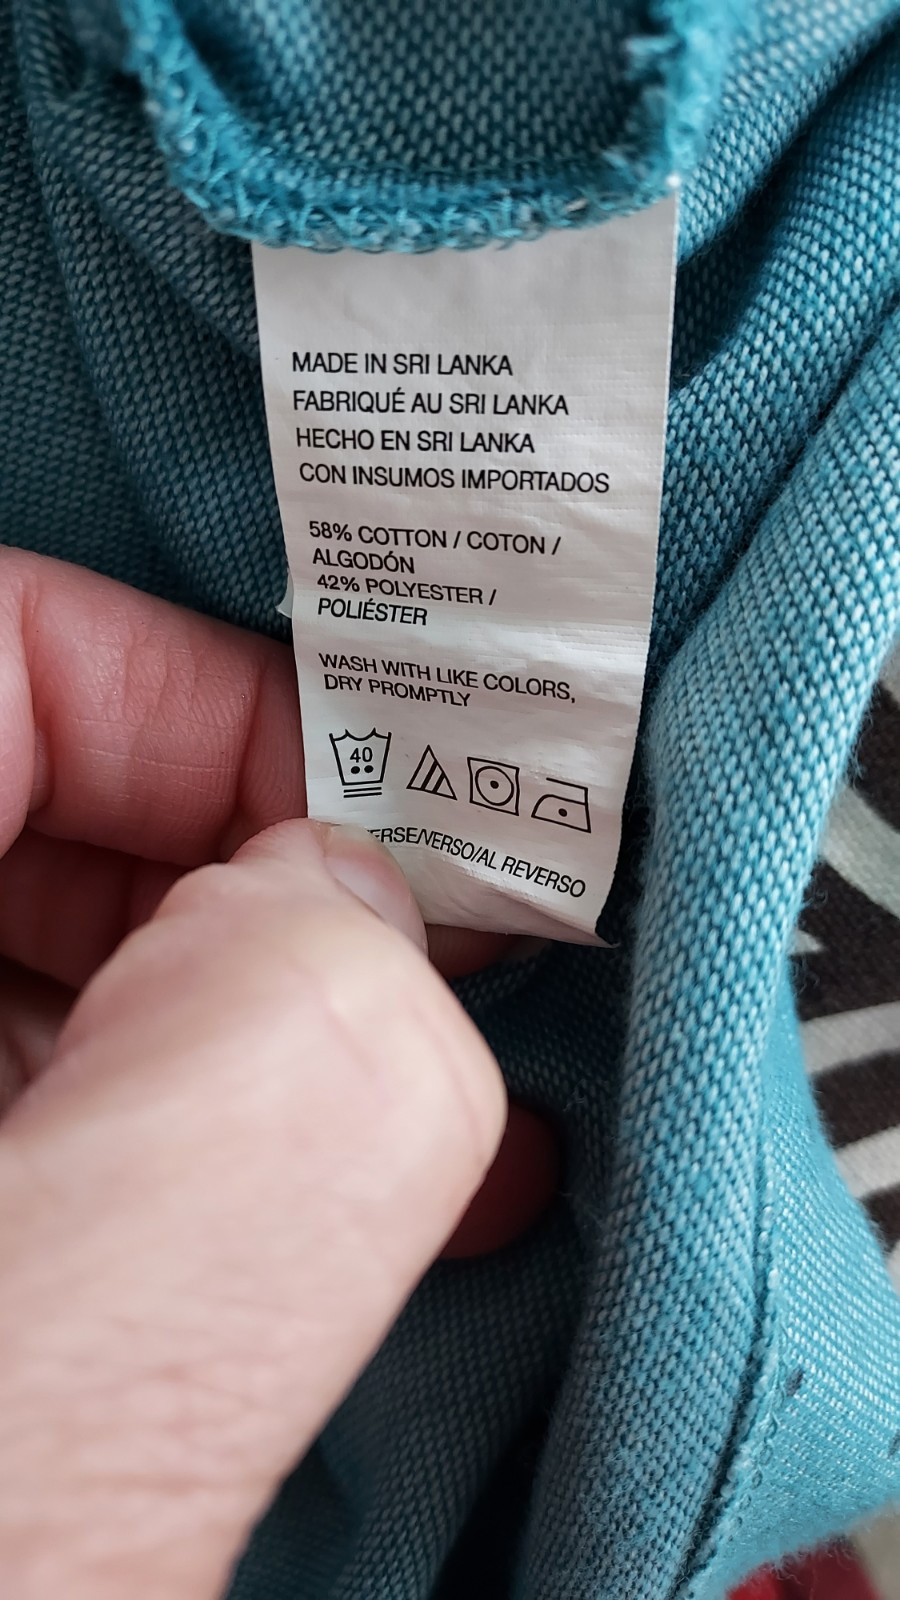 MADE IN SRI LANKA
FABRIQUÉ AU SRI LANKA
HECHO EN SRI LANKA
CON INSUMOS IMPORTADOS
58% COTTON / COTON /
ALGODÓN
42% POLYESTER /
POLIÉSTER
WASH WITH LIKE COLORS,
DRY PROMPTLY
40
/VERSO/AL REVERSO